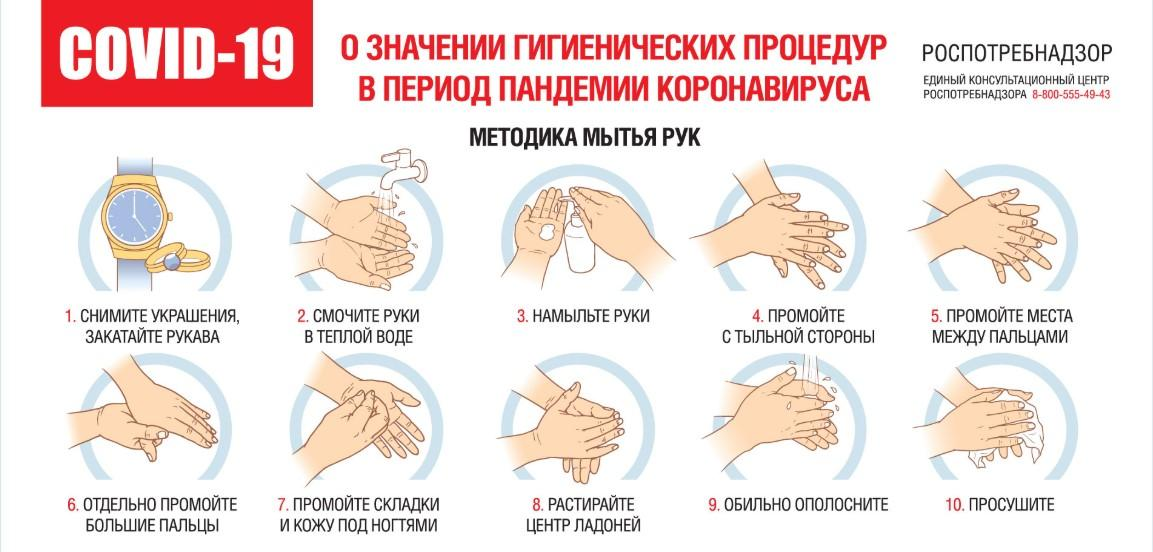 COVID-19
О ЗНАЧЕНИИ ГИГИЕНИЧЕСКИХ ПРОЦЕДУР
В ПЕРИОД ПАНДЕМИИ КОРОНАВИРУСА
РОСПОТРЕБНАДЗОР
ЕДИНЫЙ КОНСУЛЬТАЦИОННЫЙ ЦЕНТР
РОСПОТРЕБНАДЗОРА 8-800-555-49-43
МЕТОДИКА МЫТЬЯ РУК
1. СНИМИТЕ УКРАШЕНИЯ,
ЗАКАТАЙТЕ РУКАВА
2. СМОЧИТЕ РУКИ
В ТЕПЛОЙ ВОДЕ
3. НАМЫЛЬТЕ РУКИ
4. ПРОМОЙТЕ
С ТЫЛЬНОЙ СТОРОНЫ
5. ПРОМОЙТЕ МЕСТА
МЕЖДУ ПАЛЬЦАМИ
6. ОТДЕЛЬНО ПРОМОЙТЕ
БОЛЬШИЕ ПАЛЬЦЫ
7. ПРОМОЙТЕ СКЛАДКИ
И КОЖУ ПОД НОГТЯМИ
8. РАСТИРАЙТЕ
ЦЕНТР ЛАДОНЕЙ
9. ОБИЛЬНО ОПОЛОСНИТЕ
10. ПРОСУШИТЕ